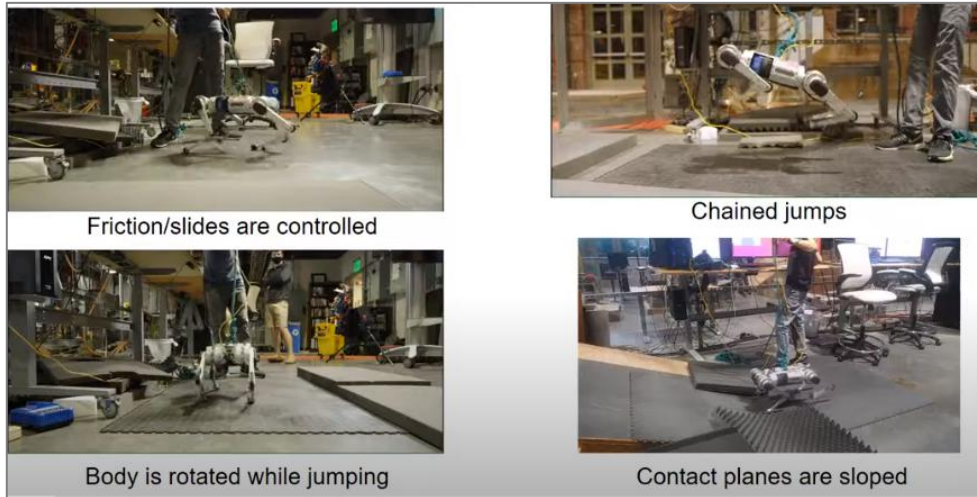 Friction/slides are controlled
Chained jumps
Body is rotated while jumping
Contact planes are sloped